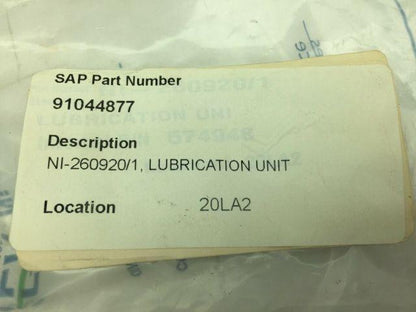 SAP Part Number
91044877
Description
NI-260920/1, LUBRICATION UNIT
Location
20LA2